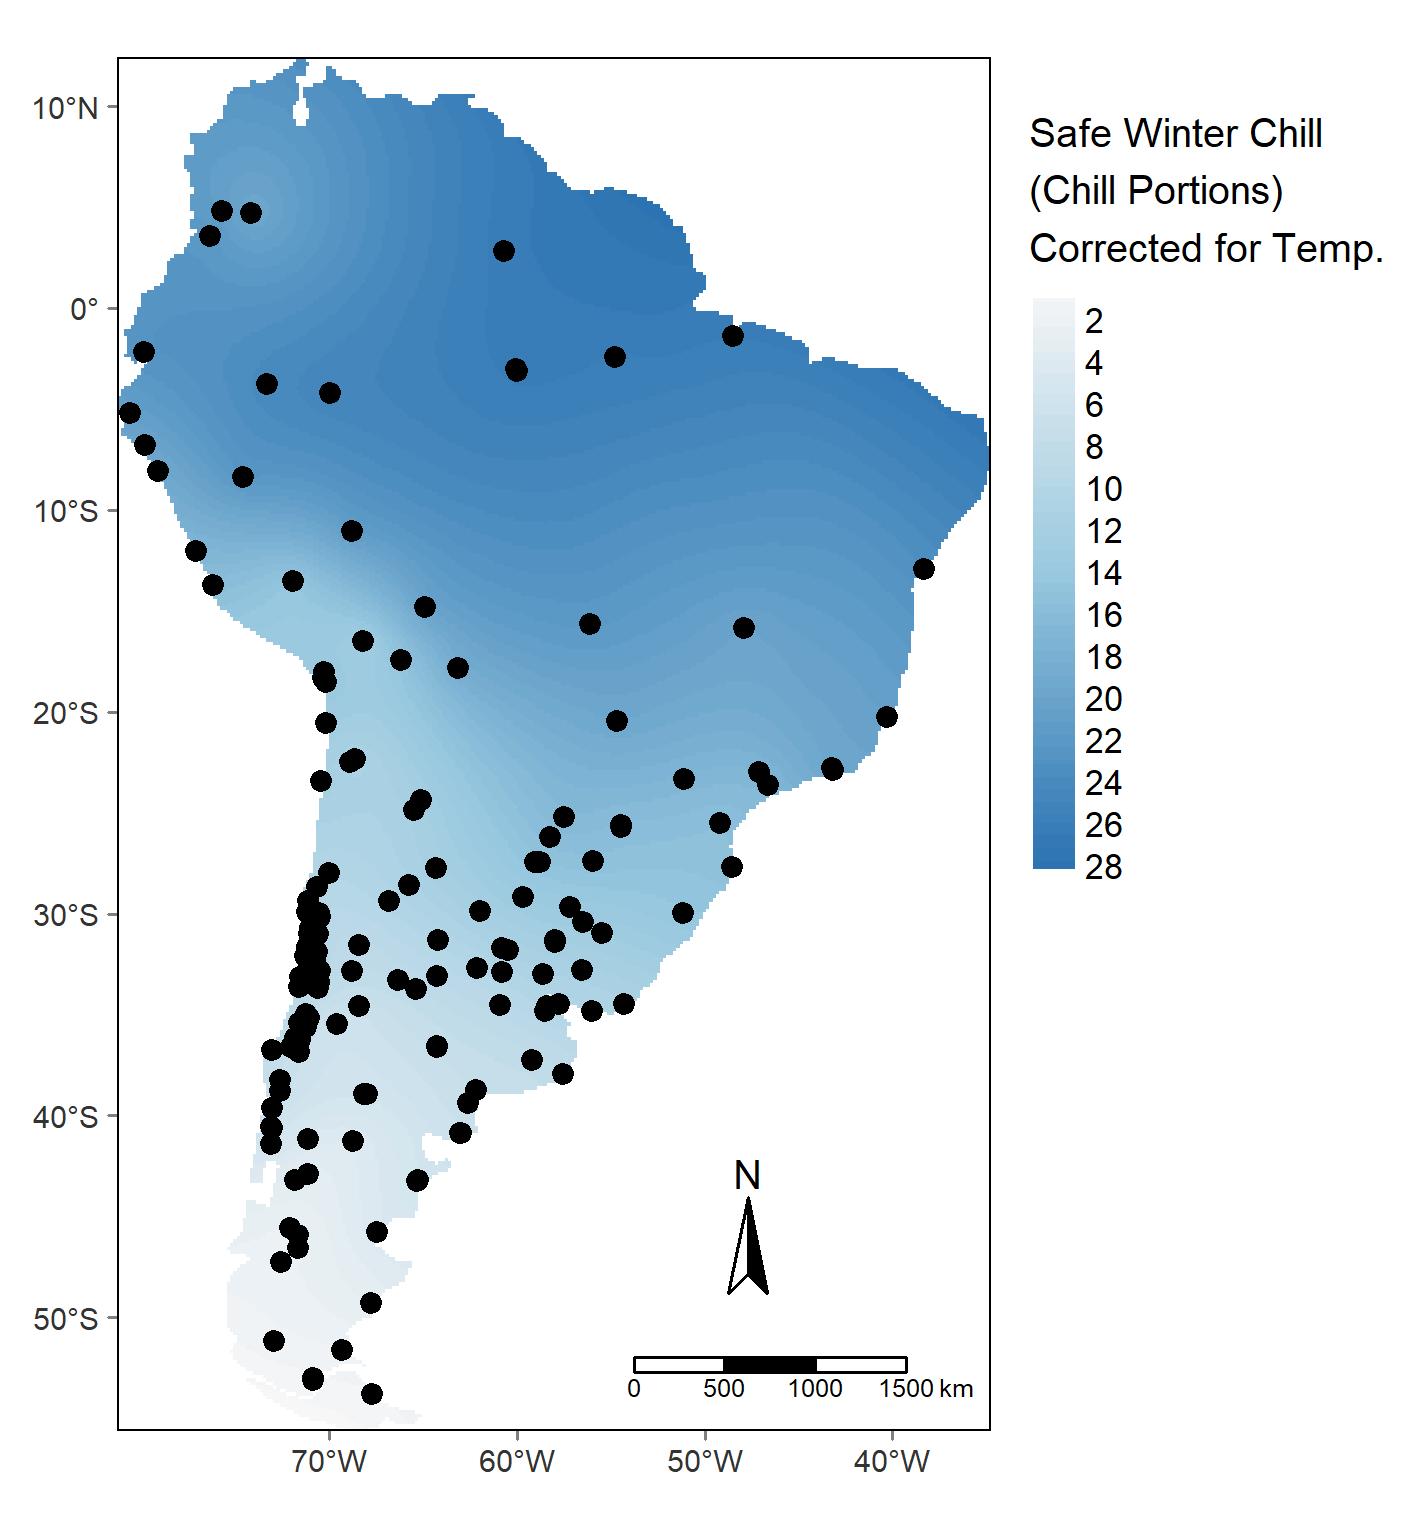 Safe Winter Chill
(Chill Portions)
Corrected for Temp.
2
4
6
8
10
12
14
16
18
20
22
24
26
28
10°N
0°
10°S
20°S
30°S
40°S
50°S
N
0 500 1000 1500 km
70°W 60°W 50°W 40°W